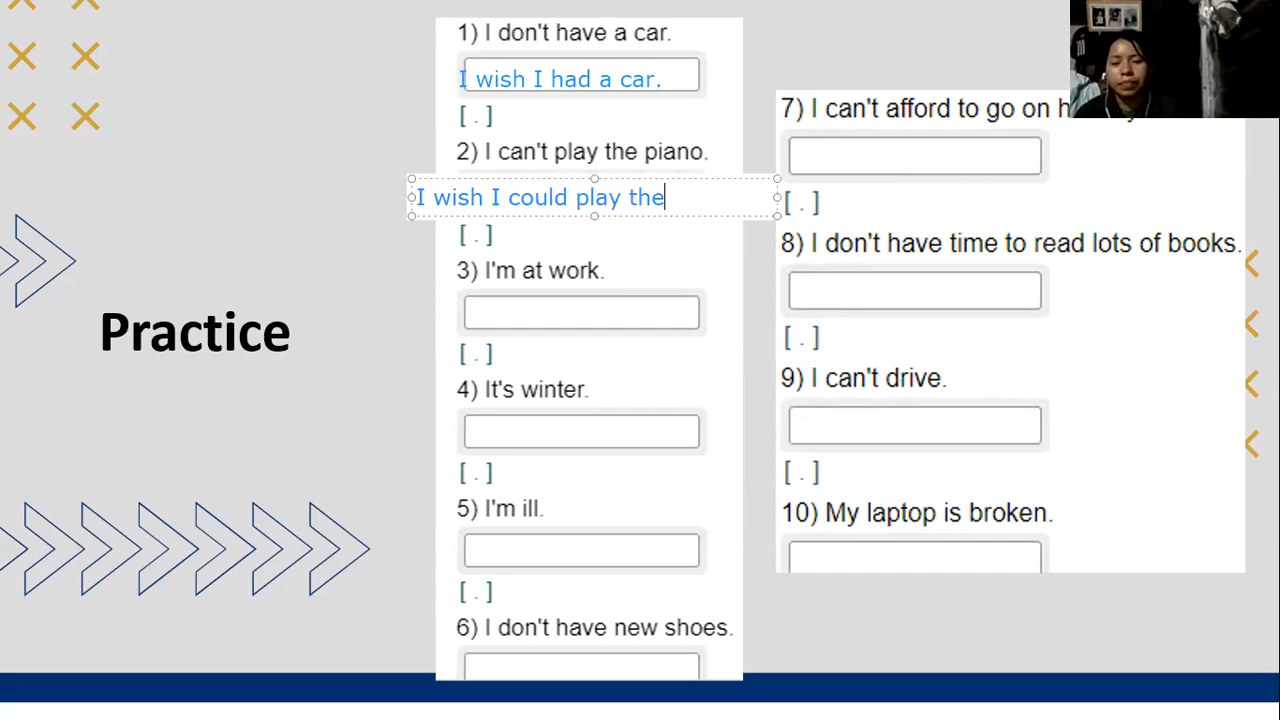 Practice
1) I don't have a car.
I wish I had a car.
[ . ]
2) I can't play the piano.
I wish I could play the
[ . ]
3) I'm at work.
[ . ]
4) It's winter.
[ . ]
5) I'm ill.
[ . ]
6) I don't have new shoes.
7) I can't afford to go on
[ . ]
8) I don't have time to read lots of books.
[ . ]
9) I can't drive.
[ . ]
10) My laptop is broken.